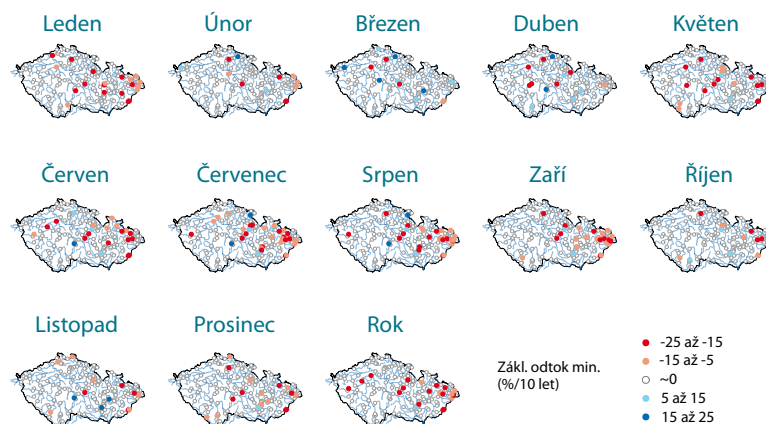 Leden Únor Březen Duben Květen
Červen Červenec Srpen Zaří Říjen
Listopad Prosinec Rok
Zákl. odtok min.
(%/10 let)
-25 až -15
-15 až -5
~0
5 až 15
15 až 25